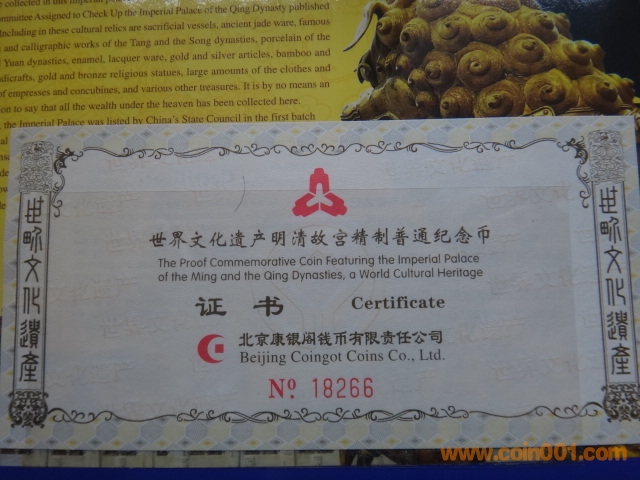 collected in this imperial
ommittee Assigned to Check Up the Imperial Palace of the Qing Dynasty published
Including in these cultural relics are sacrificial vessels, ancient jade ware, famous
and calligraphic works of the Tang and the Song dynasties, porcelain of the
Yuan dynasties, enamel, lacquer ware, gold and silver articles, bamboo and
dicrafts, gold and bronze religious statues, large amounts of the clothes and
of empresses and concubines, and various other treasures. It is by no means an
ion to say that all the wealth under the heaven has been collected here.
, the Imperial Palace was listed by China's State Council in the first batch
世界文化遺產
世界文化遺產
世界文化遗产明清故宫精制普通纪念币
The Proof Commemorative Coin Featuring the Imperial Palace
of the Ming and the Qing Dynasties, a World Cultural Heritage
证 书 Certificate
北京康银阁钱币有限责任公司
Beijing Coingot Coins Co., Ltd.
Nº 18266
www.coin001.com